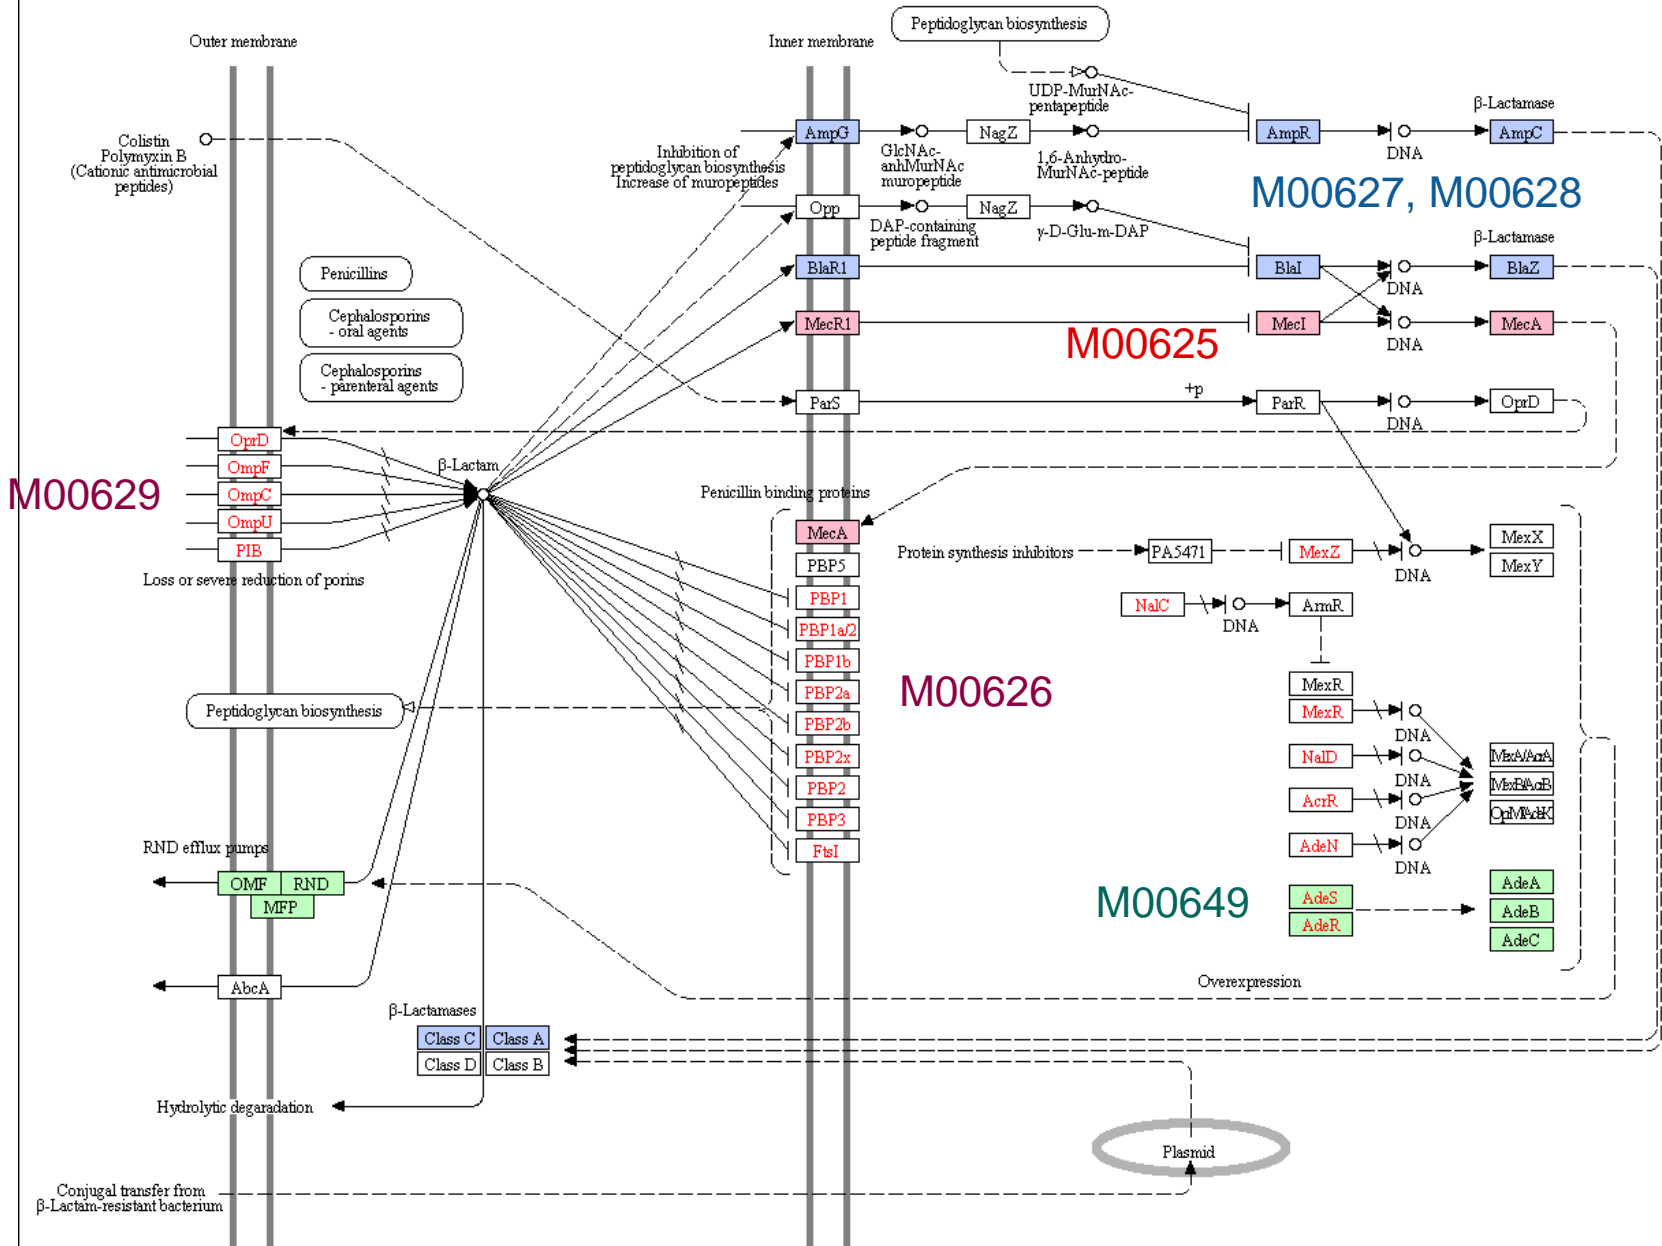 Peptidoglycan biosynthesis
Outer membrane
Inner membrane
UDP-MurNAc-
pentapeptide
β-Lactamase
Colistin
Polymyxin B
(Cationic antimicrobial
peptides)
AmpG
NagZ
AmpR
DNA
AmpC
Inhibition of
peptidoglycan biosynthesis
Increase of muropeptides
GlcNAc-
anhMurNAc
muropeptide
1,6-Anhydro-
MurNAc-peptide
M00627, M00628
Opp
NagZ
DAP-containing
peptide fragment
γ-D-Glu-m-DAP
β-Lactamase
Penicillins
BlaR1
BlaI
DNA
BlaZ
Cephalosporins
- oral agents
MecR1
MecI
DNA
MecA
M00625
Cephalosporins
- parenteral agents
ParS
+p
ParR
DNA
OprD
OprD
OmpF
OmpC
OmpU
PIB
M00629
β-Lactam
Loss or severe reduction of porins
Penicillin binding proteins
MecA
PBP5
PBP1
PBP1a/2
PBP1b
PBP2a
PBP2b
PBP2x
PBP2
PBP3
FtsI
M00626
Protein synthesis inhibitors
PA5471
MexZ
DNA
MexX
MexY
NalC
DNA
ArmR
MexR
MexR
DNA
NalD
DNA
AcrR
DNA
AdeN
DNA
MexA/AcrA
MexB/AcrB
Peptidoglycan biosynthesis
M00649
AdeS
AdeR
AdeA
AdeB
AdeC
RND efflux pumps
OMF RND
MFP
AbcA
Overexpression
β-Lactamases
Class C Class A
Class D Class B
Hydrolytic degaradation
Plasmid
Conjugal transfer from
β-Lactam-resistant bacterium